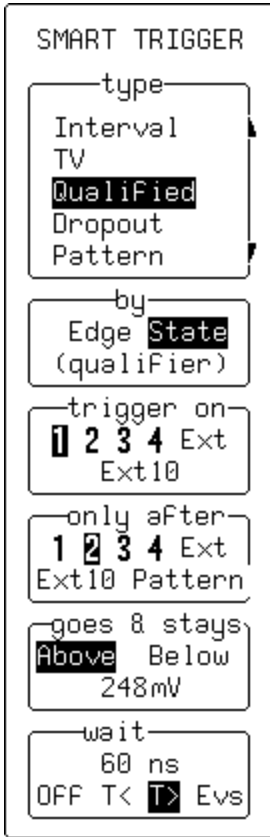 SMART TRIGGER
type
Interval
TV
Qualified
Dropout
Pattern
by
Edge State
(qualifier)
trigger on
1 2 3 4 Ext
Ext10
only after
1 2 3 4 Ext
Ext10 Pattern
goes & stays
Above Below
248mV
wait
60 ns
OFF T< T> Evs